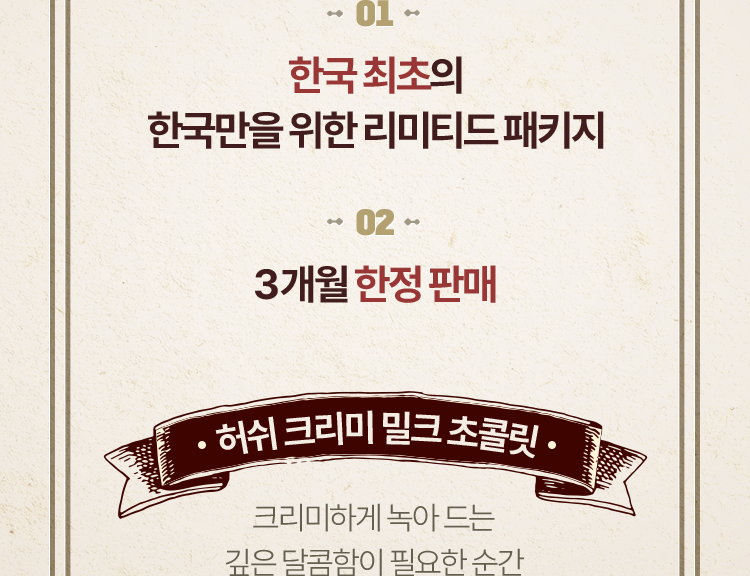 01
한국 최초의
한국만을 위한 리미티드 패키지
02
3개월 한정 판매
• 허쉬 크리미 밀크 초콜릿 •
크리미하게 녹아 드는
깊은 달콤함이 필요한 순간